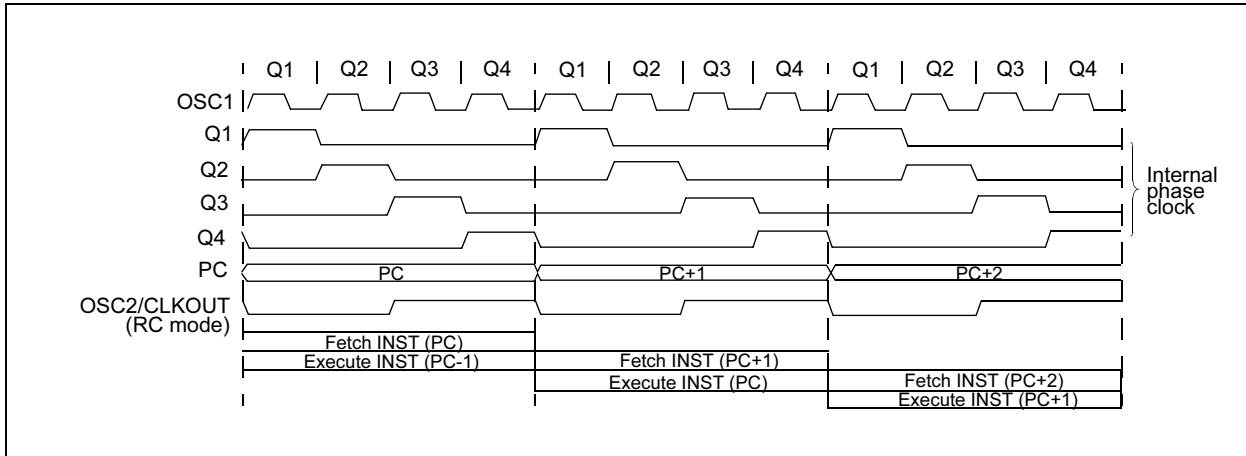 Q1 Q2 Q3 Q4 Q1 Q2 Q3 Q4 Q1 Q2 Q3 Q4
OSC1
Q1
Q2
Q3
Q4
Internal
phase
clock
PC
PC PC+1 PC+2
OSC2/CLKOUT
(RC mode)
Fetch INST (PC)
Execute INST (PC-1) Fetch INST (PC+1)
Execute INST (PC) Fetch INST (PC+2)
Execute INST (PC+1)